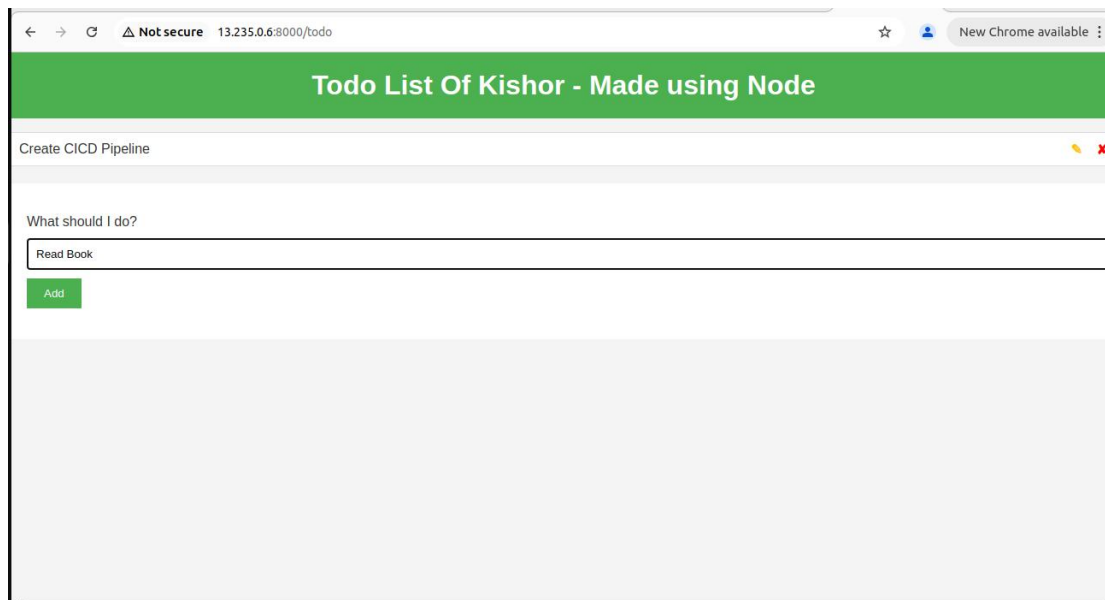 Not secure 13.235.0.6:8000/todo New Chrome available
Todo List Of Kishor - Made using Node
Create CICD Pipeline
What should I do?
Read Book
Add